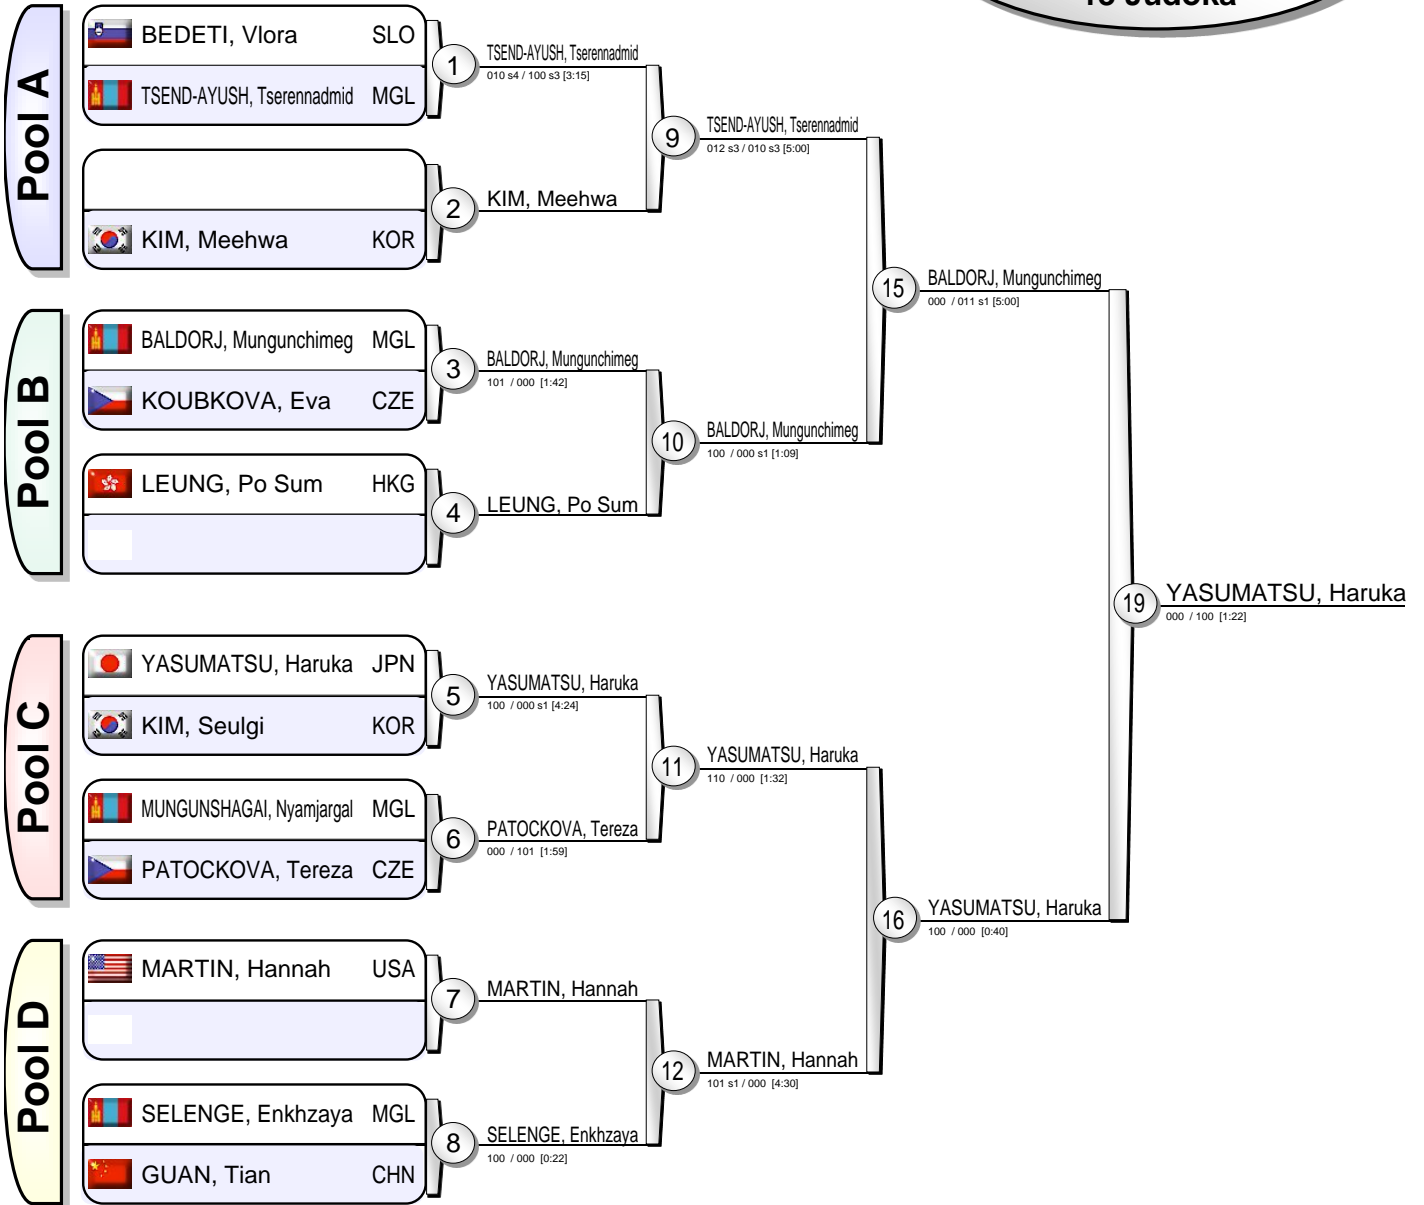 Judoka
Pool A
BEDETI, Vlora SLO
TSEND-AYUSH, Tserennadmid MGL
KIM, Meehwa KOR
1
TSEND-AYUSH, Tserennadmid
010 s4 / 100 s3 [3:15]
2
KIM, Meehwa
9
TSEND-AYUSH, Tserennadmid
012 s3 / 010 s3 [5:00]
Pool B
BALDORJ, Mungunchimeg MGL
KOUBKOVA, Eva CZE
LEUNG, Po Sum HKG
3
BALDORJ, Mungunchimeg
101 / 000 [1:42]
4
LEUNG, Po Sum
10
BALDORJ, Mungunchimeg
100 / 000 s1 [1:09]
15
BALDORJ, Mungunchimeg
000 / 011 s1 [5:00]
Pool C
YASUMATSU, Haruka JPN
KIM, Seulgi KOR
MUNGUNSHAGAI, Nyamjargal MGL
PATOCKOVA, Tereza CZE
5
YASUMATSU, Haruka
100 / 000 s1 [4:24]
6
PATOCKOVA, Tereza
000 / 101 [1:59]
11
YASUMATSU, Haruka
110 / 000 [1:32]
Pool D
MARTIN, Hannah USA
SELENGE, Enkhzaya MGL
GUAN, Tian CHN
7
MARTIN, Hannah
8
SELENGE, Enkhzaya
100 / 000 [0:22]
12
MARTIN, Hannah
101 s1 / 000 [4:30]
16
YASUMATSU, Haruka
100 / 000 [0:40]
19
YASUMATSU, Haruka
000 / 100 [1:22]